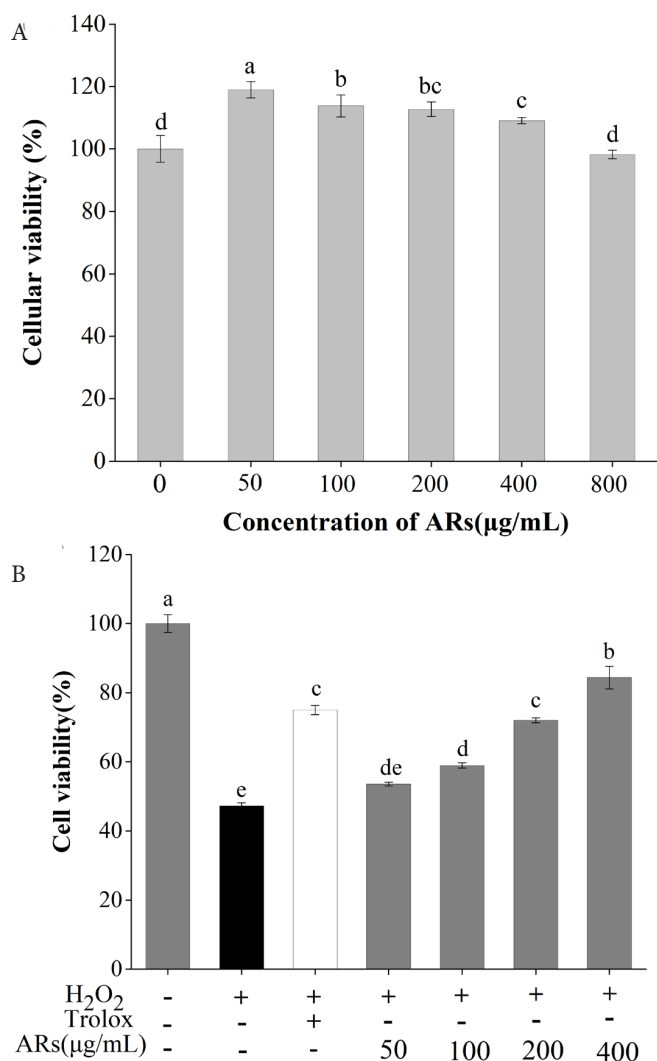 A
140
120
100
80
60
40
20
0
Cellular viability (%)
d a b bc c d
0 50 100 200 400 800
Concentration of ARs(μg/mL)
B
120
100
80
60
40
20
0
Cell viability(%)
a e c de d c b
H₂O₂ - + + + + + +
Trolox - - + - - - -
ARs(μg/mL) - - - 50 100 200 400